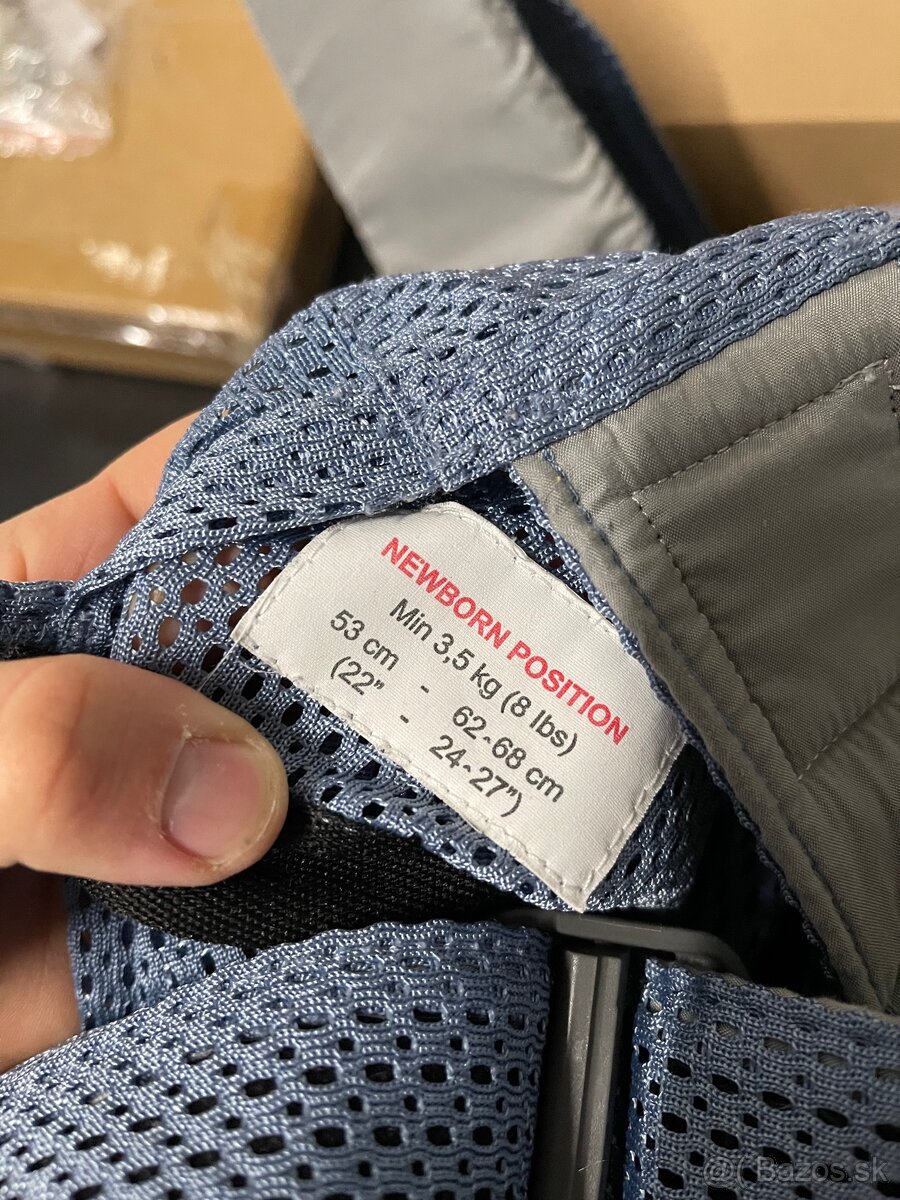 NEWBORN POSITION
Min 3,5 kg (8 lbs)
53 cm - 62-68 cm
(22" - 24-27")
Bazos.sk